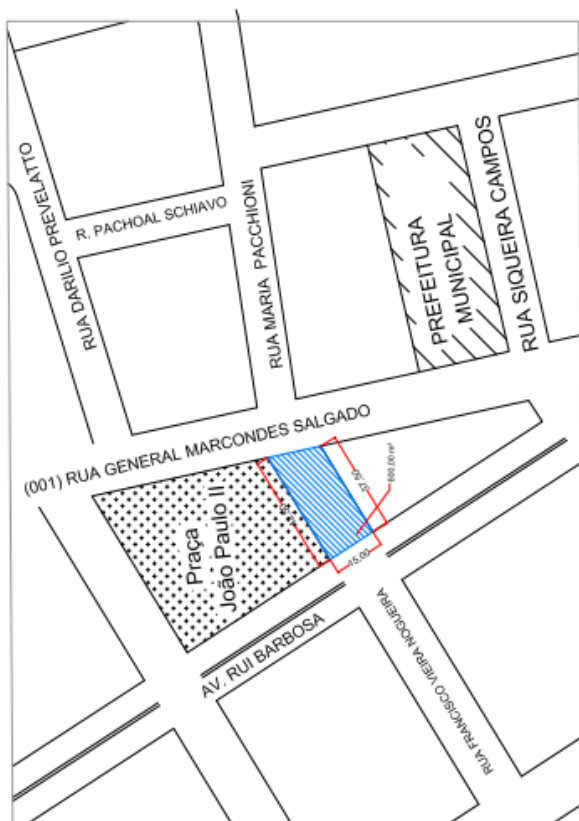 RUA DARILIO PREVELATTO
R. PACHOAL SCHIAVO
RUA MARIA PACCHIONI
PREFEITURA
MUNICIPAL
RUA SIQUEIRA CAMPOS
(001) RUA GENERAL MARCONDES SALGADO
Praça
João Paulo II
37,50
600,00 m²
15,00
AV. RUI BARBOSA
RUA FRANCISCO VIEIRA NOGUEIRA